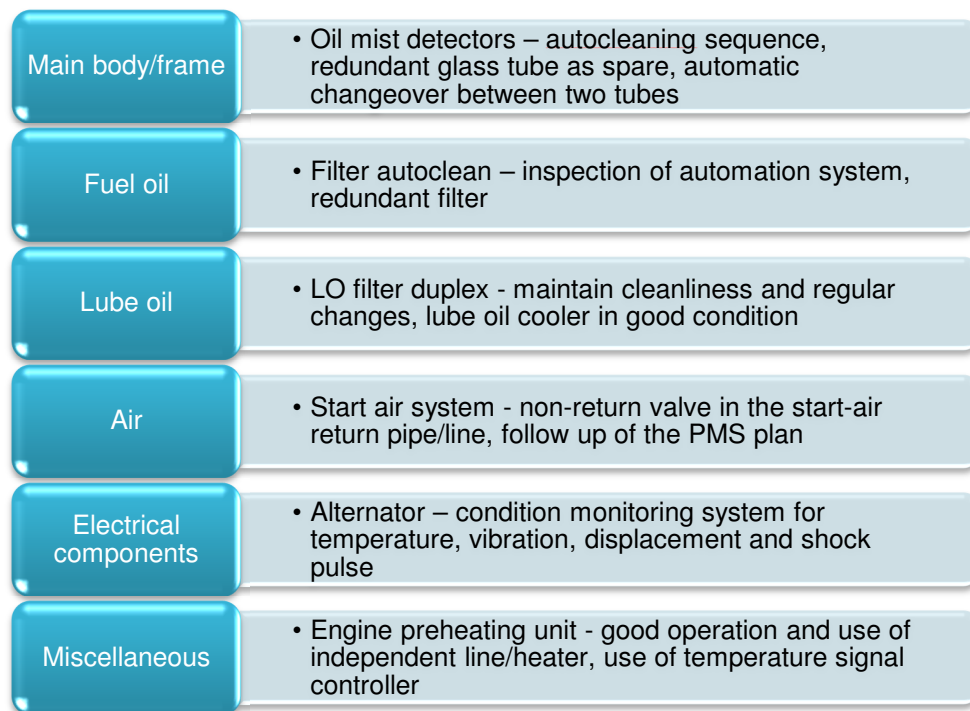 Main body/frame
• Oil mist detectors – autocleaning sequence,
redundant glass tube as spare, automatic
changeover between two tubes
Fuel oil
• Filter autoclean – inspection of automation system,
redundant filter
Lube oil
• LO filter duplex - maintain cleanliness and regular
changes, lube oil cooler in good condition
Air
• Start air system - non-return valve in the start-air
return pipe/line, follow up of the PMS plan
Electrical
components
• Alternator – condition monitoring system for
temperature, vibration, displacement and shock
pulse
Miscellaneous
• Engine preheating unit - good operation and use of
independent line/heater, use of temperature signal
controller